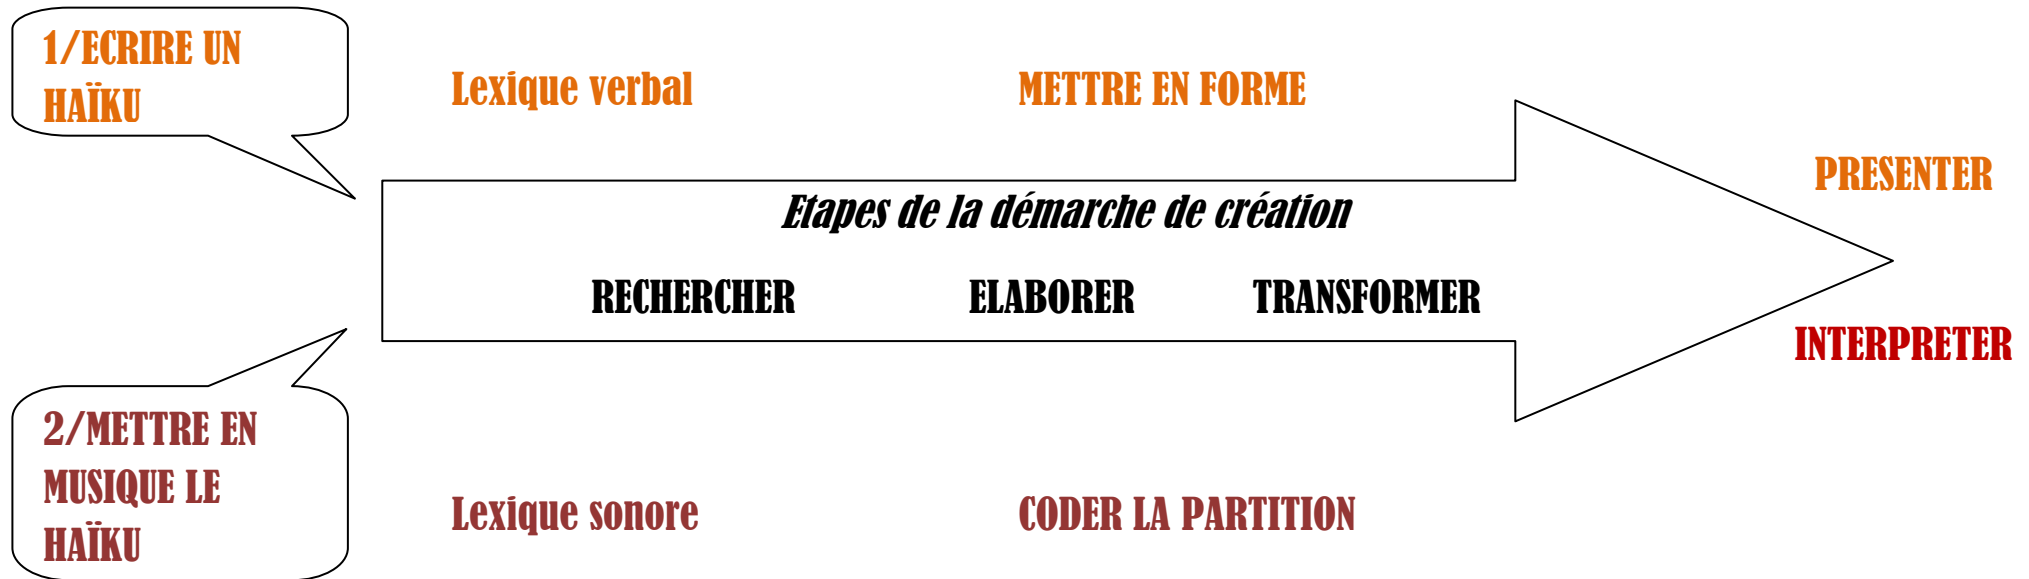 1/ECRIRE UN
HAÏKU
Lexique verbal
METTRE EN FORME
PRESENTER
Etapes de la démarche de création
RECHERCHER
ELABORER
TRANSFORMER
INTERPRETER
2/METTRE EN
MUSIQUE LE
HAÏKU
Lexique sonore
CODER LA PARTITION